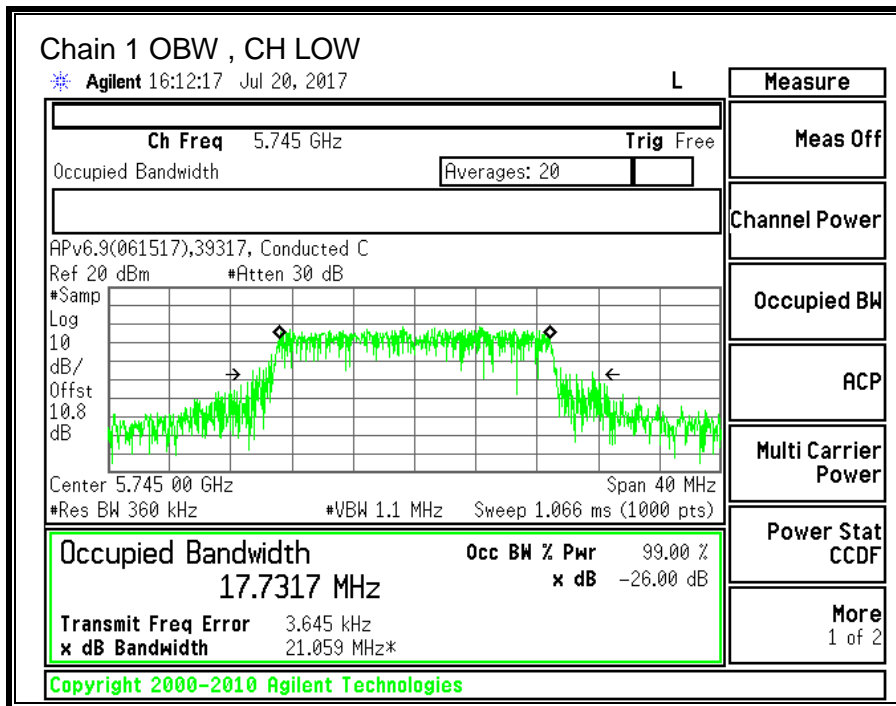 Chain 1 OBW , CH LOW
Agilent 16:12:17 Jul 20, 2017 L
Measure
Ch Freq 5.745 GHz Trig Free
Occupied Bandwidth Averages: 20
APv6.9(061517),39317, Conducted C
Ref 20 dBm #Atten 30 dB
#Samp
Log
10
dB/
Offst
10.8
dB
Center 5.745 00 GHz Span 40 MHz
#Res BW 360 kHz #VBW 1.1 MHz Sweep 1.066 ms (1000 pts)
Occupied Bandwidth Occ BW % Pwr 99.00 %
17.7317 MHz x dB -26.00 dB
Transmit Freq Error 3.645 kHz
x dB Bandwidth 21.059 MHz*
Copyright 2000-2010 Agilent Technologies
Meas Off
Channel Power
Occupied BW
ACP
Multi Carrier
Power
Power Stat
CCDF
More
1 of 2